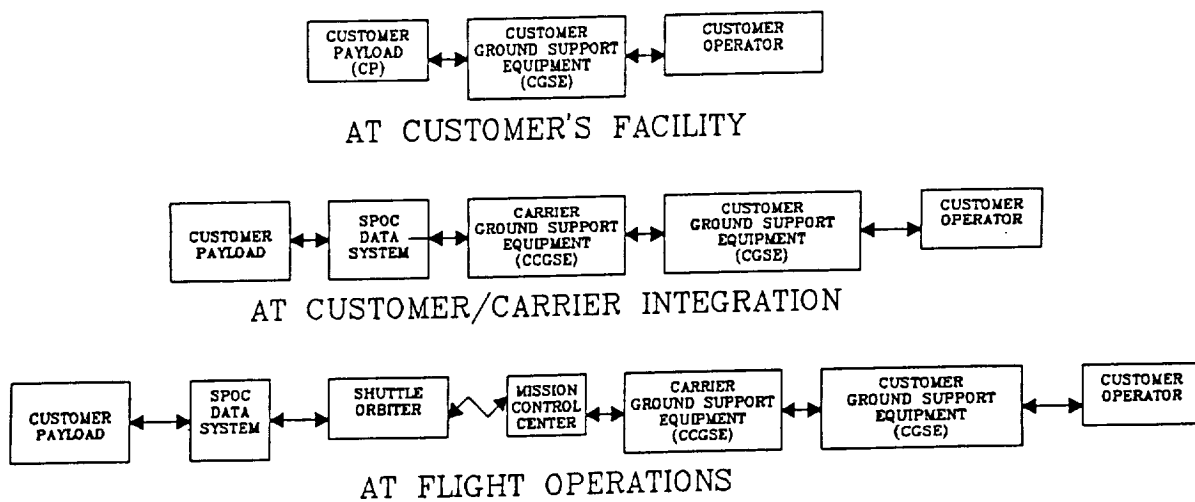 CUSTOMER
PAYLOAD
(CP)
CUSTOMER
GROUND SUPPORT
EQUIPMENT
(CGSE)
CUSTOMER
OPERATOR
AT CUSTOMER'S FACILITY
CUSTOMER
PAYLOAD
SPOC
DATA
SYSTEM
CARRIER
GROUND SUPPORT
EQUIPMENT
(CCGSE)
CUSTOMER
GROUND SUPPORT
EQUIPMENT
(CGSE)
CUSTOMER
OPERATOR
AT CUSTOMER/CARRIER INTEGRATION
CUSTOMER
PAYLOAD
SPOC
DATA
SYSTEM
SHUTTLE
ORBITER
MISSION
CONTROL
CENTER
CARRIER
GROUND SUPPORT
EQUIPMENT
(CCGSE)
CUSTOMER
GROUND SUPPORT
EQUIPMENT
(CGSE)
CUSTOMER
OPERATOR
AT FLIGHT OPERATIONS